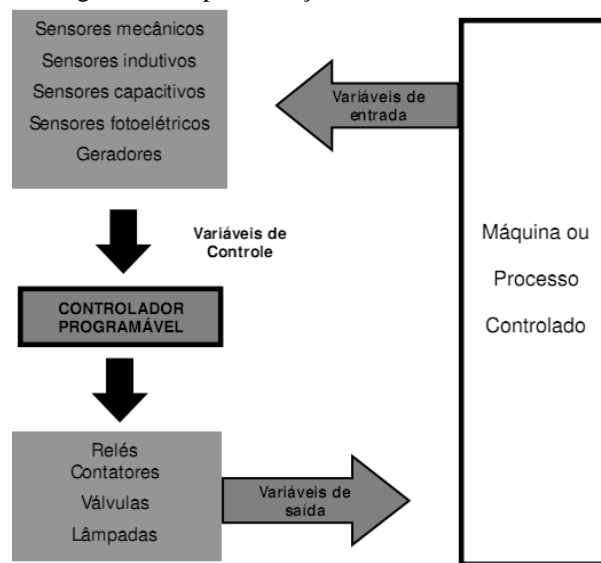 Sensores mecânicos
Sensores indutivos
Sensores capacitivos
Sensores fotoelétricos
Geradores
Variáveis de
entrada
Variáveis de
Controle
Máquina ou
Processo
Controlado
CONTROLADOR
PROGRAMÁVEL
Relés
Contatores
Válvulas
Lâmpadas
Variáveis de
saída